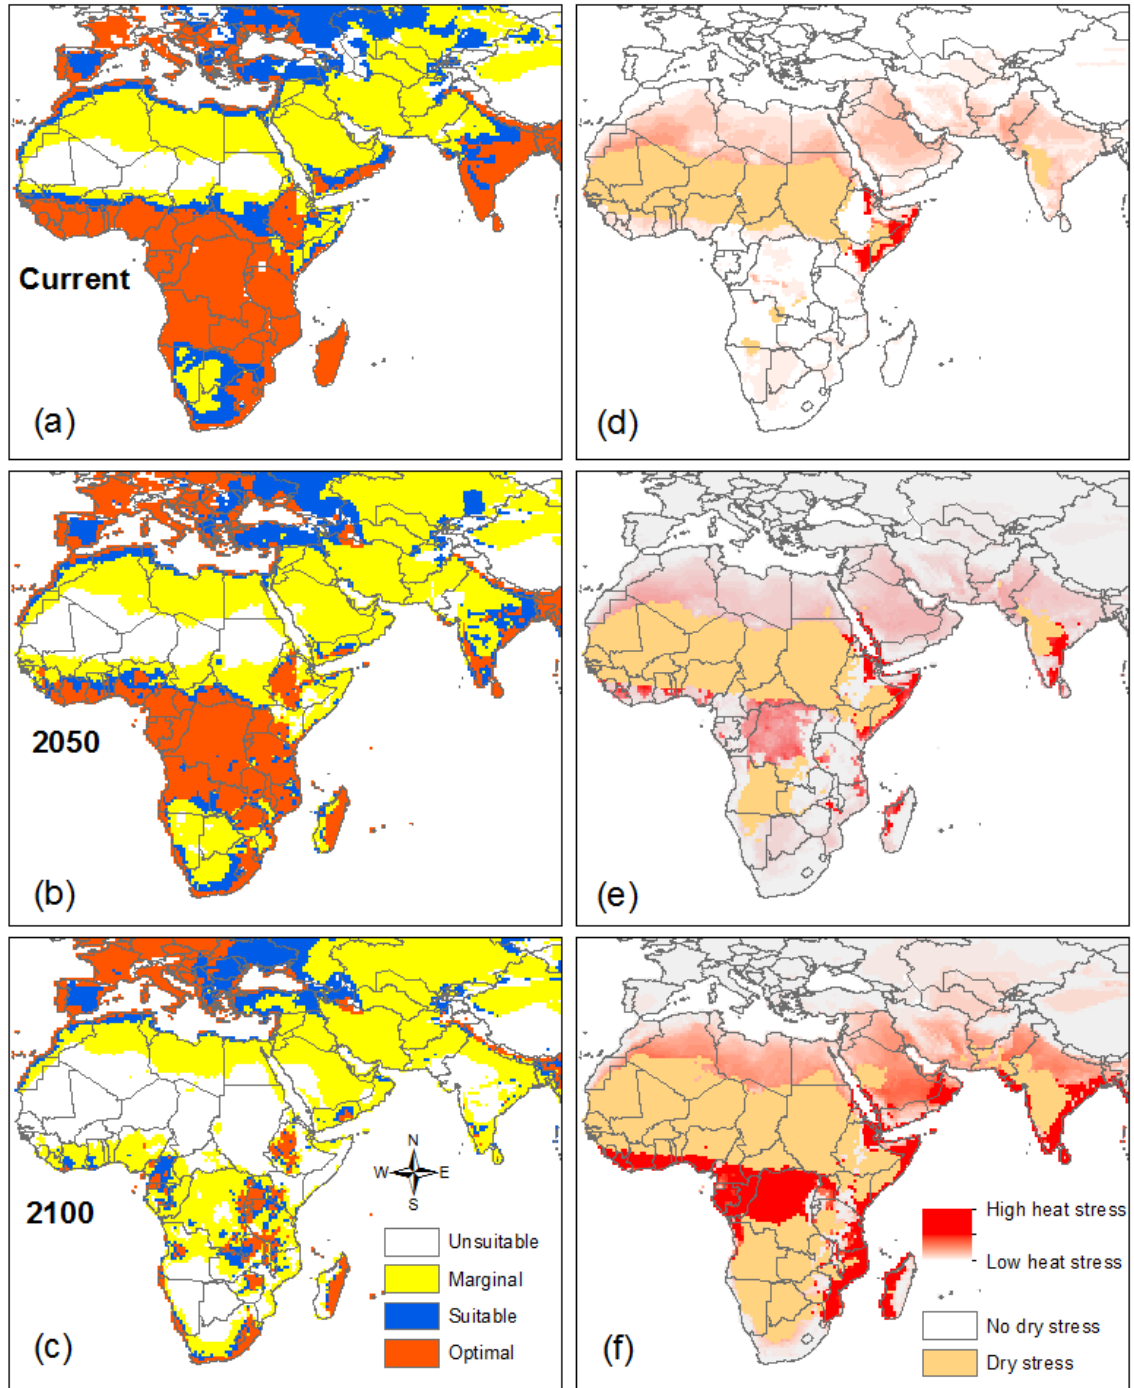 Current
(a)
(d)
2050
(b)
(e)
2100
(c)
N
W E
S
Unsuitable
Marginal
Suitable
Optimal
(f)
High heat stress
Low heat stress
No dry stress
Dry stress